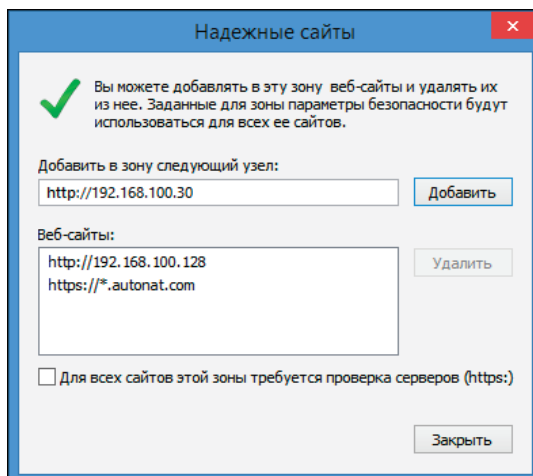 Надежные сайты
Вы можете добавлять в эту зону веб-сайты и удалять их
из нее. Заданные для зоны параметры безопасности будут
использоваться для всех ее сайтов.
Добавить в зону следующий узел:
http://192.168.100.30
Добавить
Веб-сайты:
http://192.168.100.128
https://*.autonat.com
Удалить
Для всех сайтов этой зоны требуется проверка серверов (https:)
Закрыть